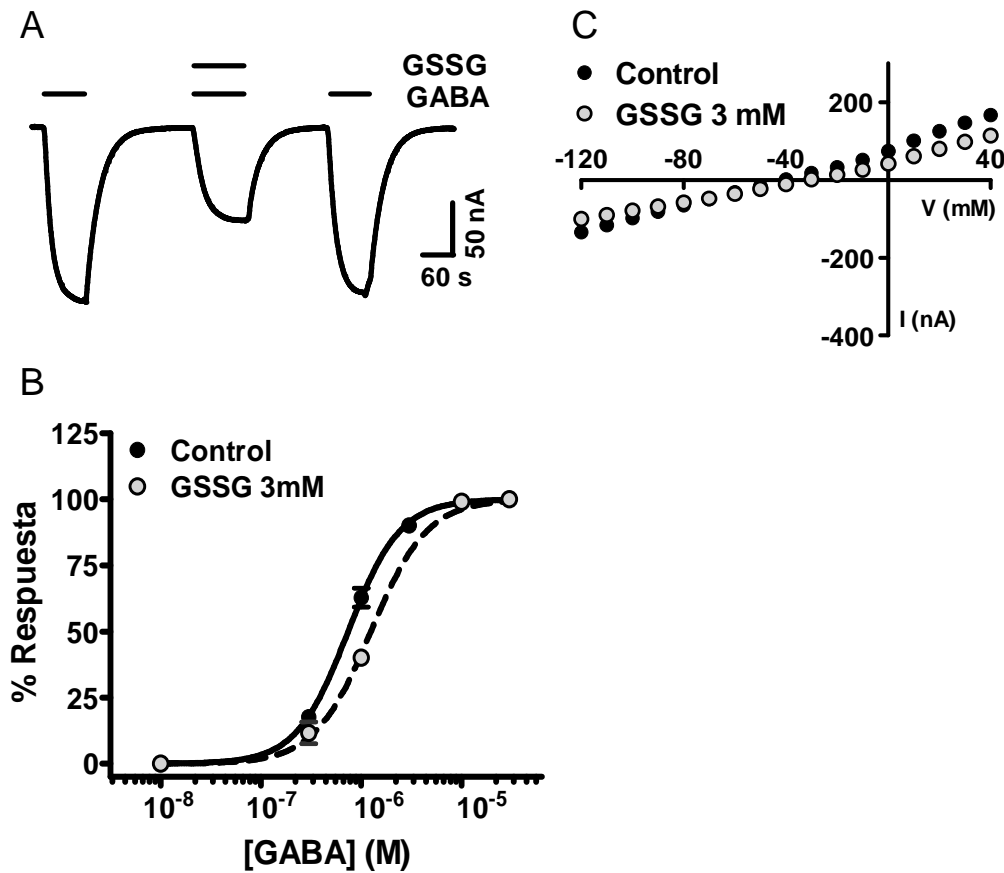 A
GSSG
GABA
50 nA
60 s
C
Control
GSSG 3 mM
200
-120
-80
-40
40
V (mM)
-200
-400
I (nA)
B
Control
GSSG 3mM
125
100
75
50
25
0
% Respuesta
10-8
10-7
10-6
10-5
[GABA] (M)